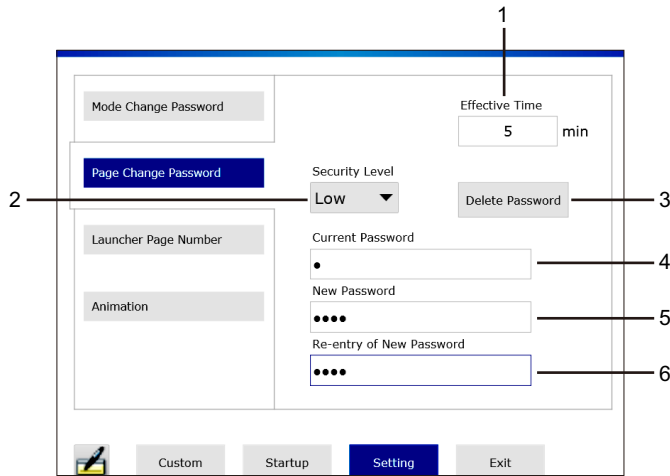 1
Mode Change Password
Effective Time
5 min
Page Change Password
Security Level
2
Low
Delete Password
3
Launcher Page Number
Current Password
●
4
New Password
Animation
●●●●
5
Re-entry of New Password
●●●●
6
Custom
Startup
Setting
Exit